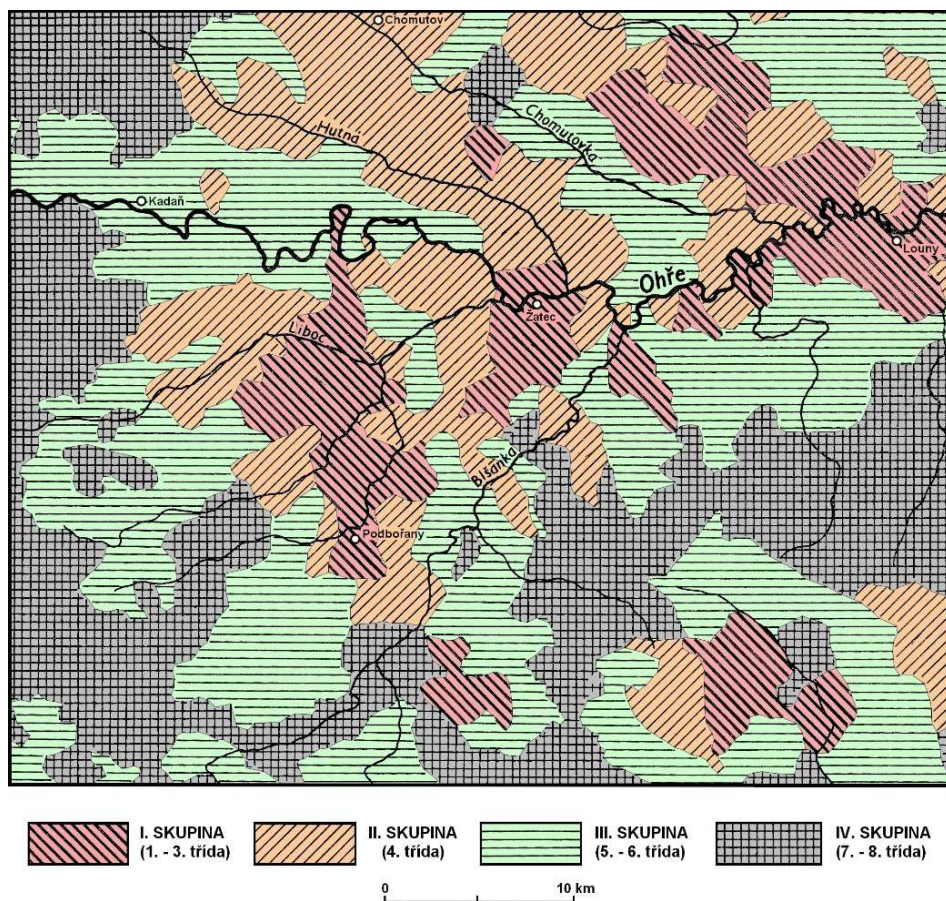 Chomutov
Hutná
Chomutovka
Kadaň
Louny
Ohře
Žatec
Liboc
Blšanka
Podbořany
I. SKUPINA
(1. - 3. třída)
II. SKUPINA
(4. třída)
III. SKUPINA
(5. - 6. třída)
IV. SKUPINA
(7. - 8. třída)
0
10 km